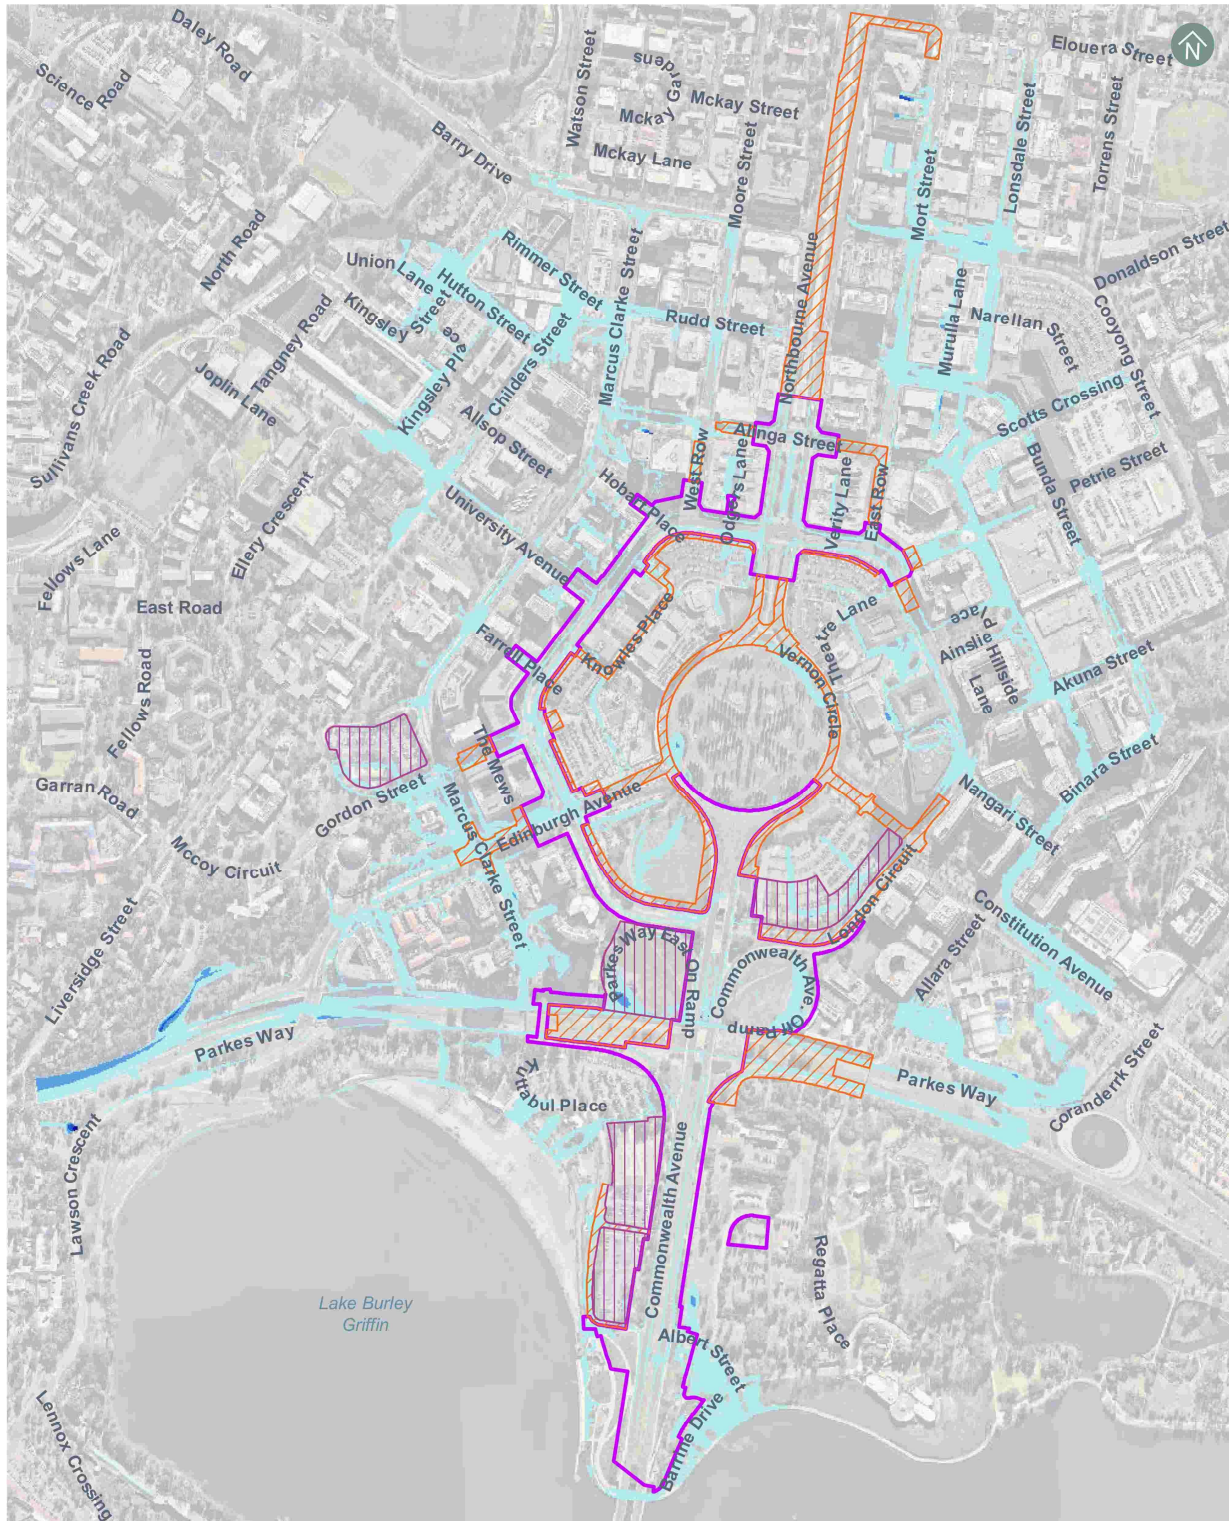 Daley Road
Science Road
Watson Street
Mckay Gardens
Mckay Street
Mckay Lane
Moore Street
Barry Drive
N
Elouera Street
Lonsdale Street
Torrens Street
Mort Street
Donaldson Street
North Road
Union Lane
Rimmer Street
Hutton Street
Kingsley Street
Kingsley Place
Childers Street
Marcus Clarke Street
Rudd Street
Northbourne Avenue
Murulla Lane
Narellan Street
Cooyong Street
Scotts Crossing
Petrie Street
Bunda Street
Sullivans Creek Road
Tangney Road
Joplin Lane
Allsop Street
Alinga Street
West Row
Odgers Lane
Verity Lane
East Row
Hobart Place
University Avenue
Ellery Crescent
Fellows Lane
East Road
Fellows Road
Farrell Place
Knowles Place
Theatre Lane
Vernon Circle
Ainslie Place
Hillside Lane
Akuna Street
Binara Street
Nangari Street
Garran Road
Gordon Street
The Mews
Marcus Clarke Street
Edinburgh Avenue
Mccoy Circuit
London Circuit
Constitution Avenue
Allara Street
Liversidge Street
Parkes Way East On Ramp
Commonwealth Ave. Off Ramp
Parkes Way
Parkes Way
Coranderrk Street
Kuttabul Place
Lawson Crescent
Commonwealth Avenue
Regatta Place
Lake Burley
Griffin
Albert Street
Barrine Drive
Lennox Crossing